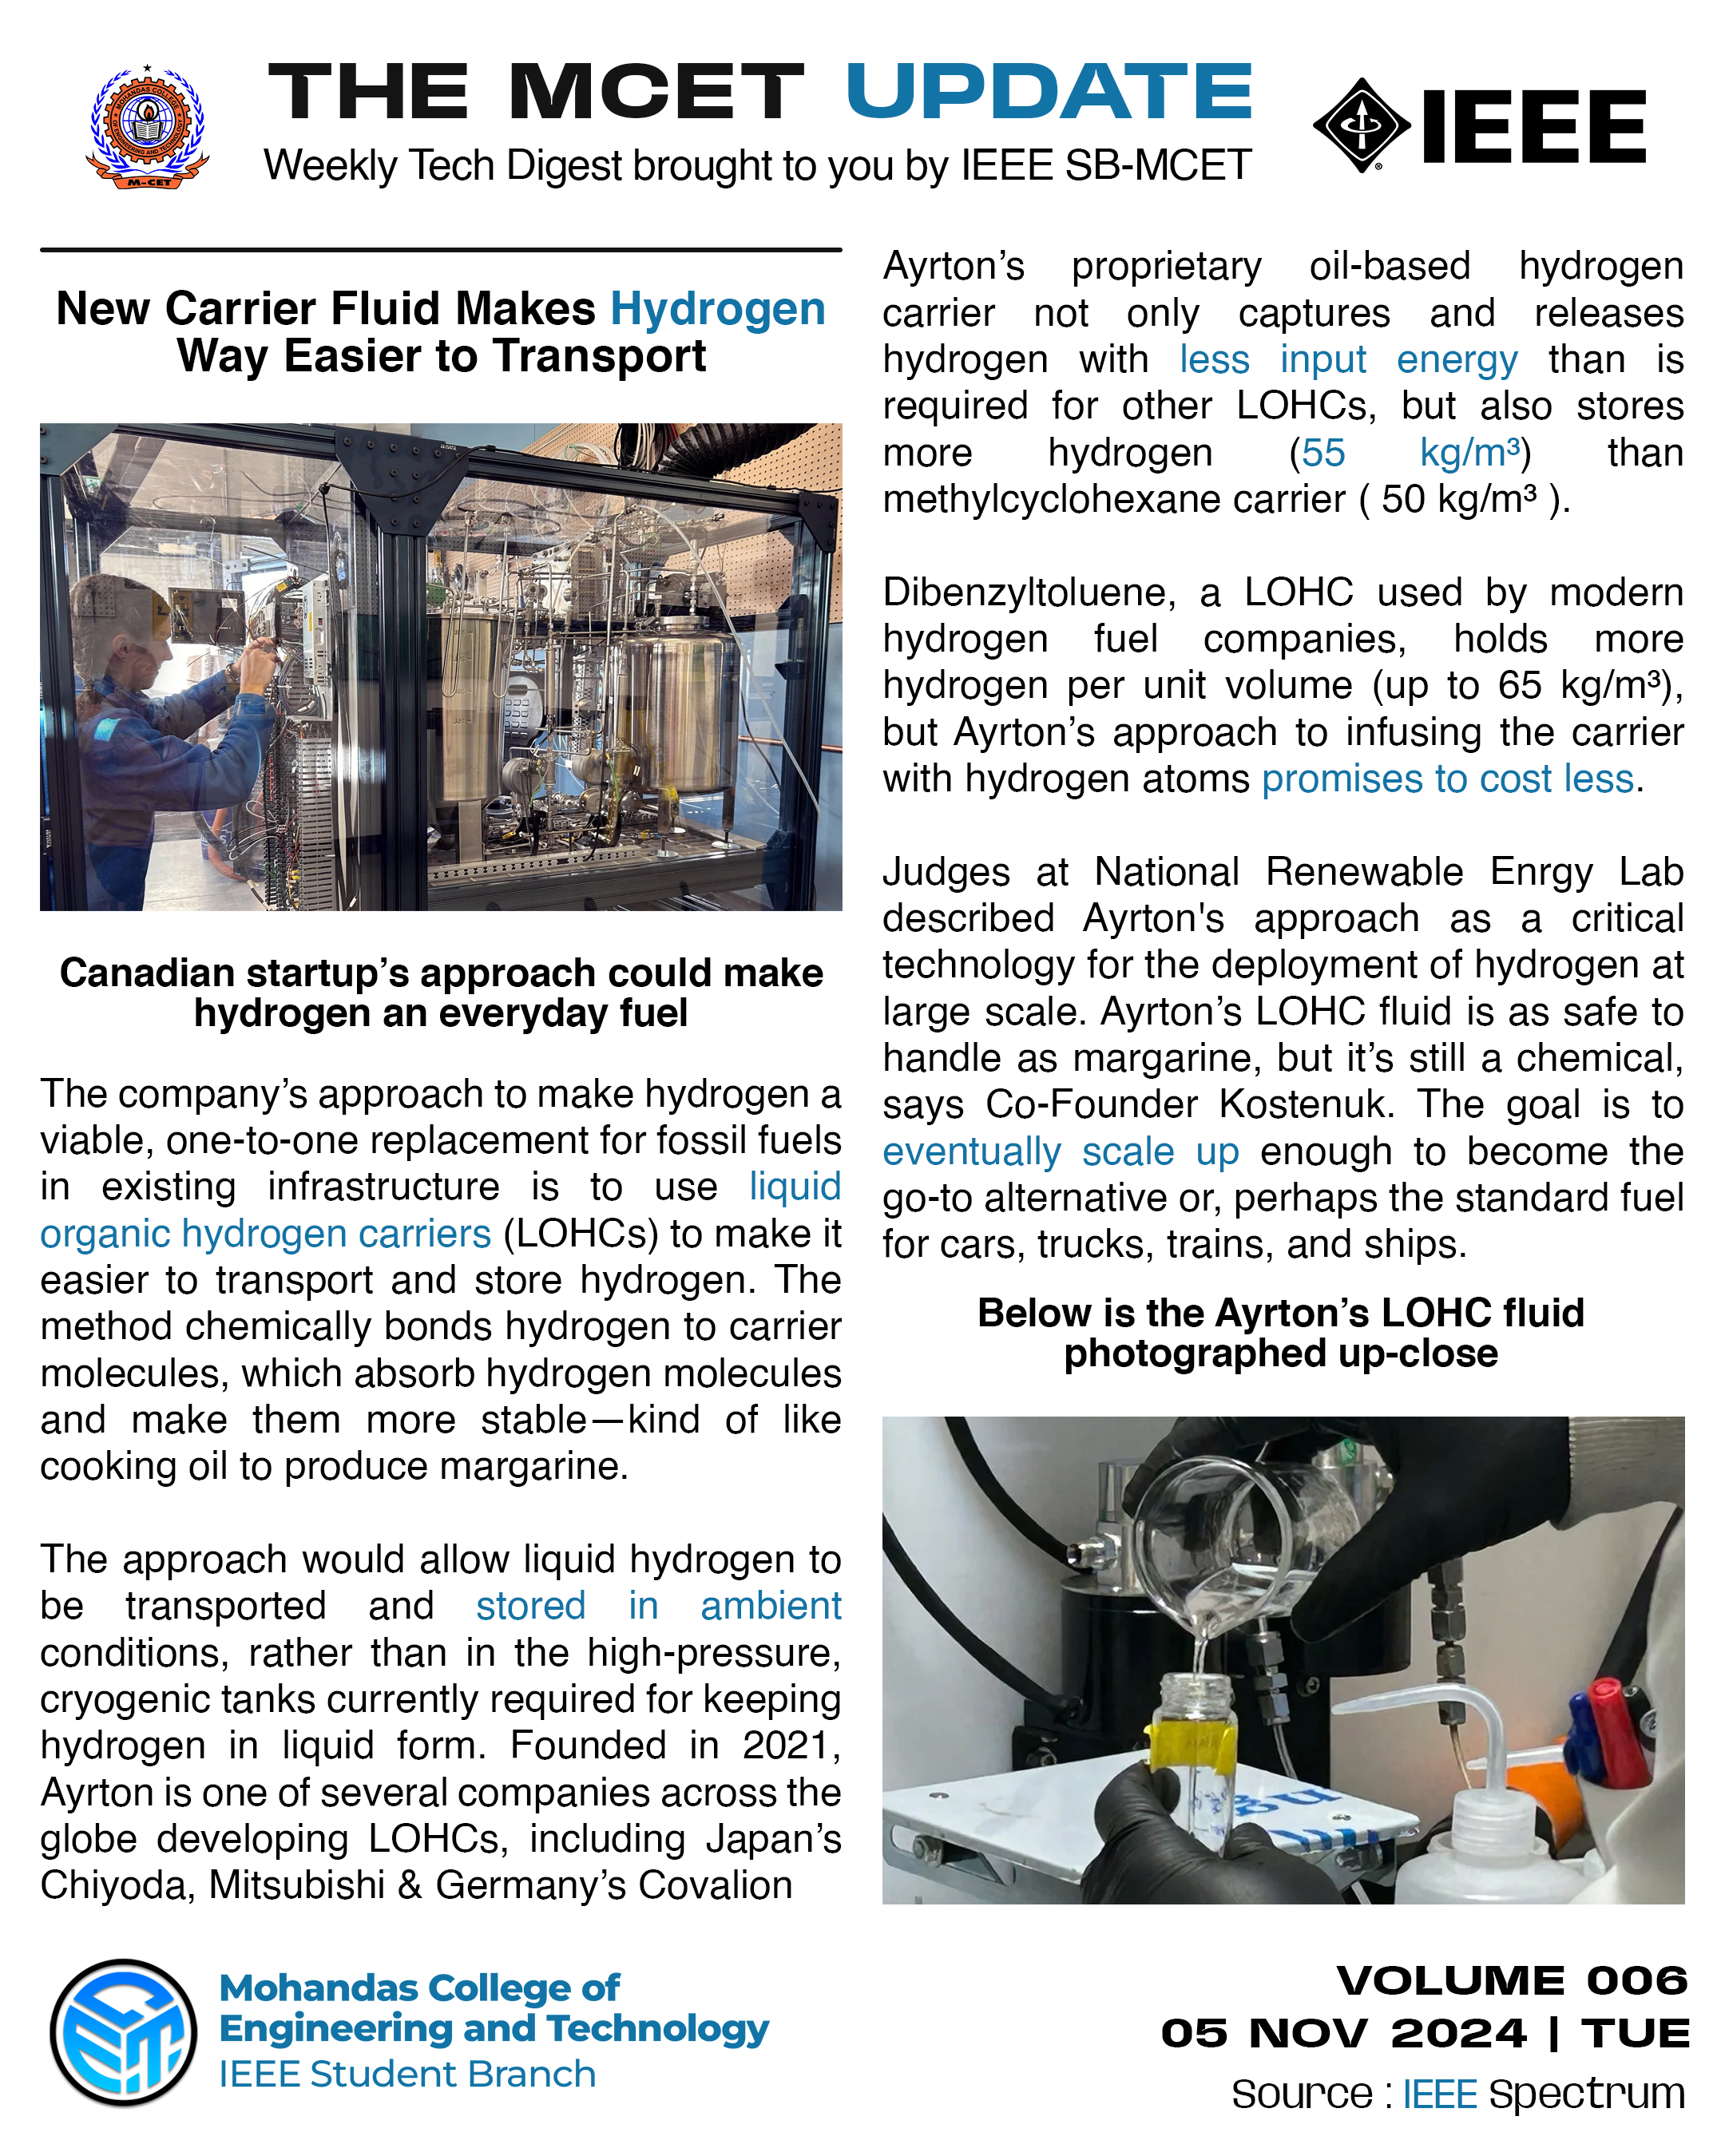 THE MCET UPDATE
Weekly Tech Digest brought to you by IEEE SB-MCET
MOHANDAS COLLEGE
OF ENGINEERING AND TECHNOLOGY
M-CET
IEEE
New Carrier Fluid Makes Hydrogen
Way Easier to Transport
Canadian startup’s approach could make
hydrogen an everyday fuel
The company’s approach to make hydrogen a
viable, one-to-one replacement for fossil fuels
in existing infrastructure is to use liquid
organic hydrogen carriers (LOHCs) to make it
easier to transport and store hydrogen. The
method chemically bonds hydrogen to carrier
molecules, which absorb hydrogen molecules
and make them more stable—kind of like
cooking oil to produce margarine.
The approach would allow liquid hydrogen to
be transported and stored in ambient
conditions, rather than in the high-pressure,
cryogenic tanks currently required for keeping
hydrogen in liquid form. Founded in 2021,
Ayrton is one of several companies across the
globe developing LOHCs, including Japan’s
Chiyoda, Mitsubishi & Germany’s Covalion
Ayrton’s proprietary oil-based hydrogen
carrier not only captures and releases
hydrogen with less input energy than is
required for other LOHCs, but also stores
more hydrogen (55 kg/m³) than
methylcyclohexane carrier ( 50 kg/m³ ).
Dibenzyltoluene, a LOHC used by modern
hydrogen fuel companies, holds more
hydrogen per unit volume (up to 65 kg/m³),
but Ayrton’s approach to infusing the carrier
with hydrogen atoms promises to cost less.
Judges at National Renewable Enrgy Lab
described Ayrton's approach as a critical
technology for the deployment of hydrogen at
large scale. Ayrton’s LOHC fluid is as safe to
handle as margarine, but it’s still a chemical,
says Co-Founder Kostenuk. The goal is to
eventually scale up enough to become the
go-to alternative or, perhaps the standard fuel
for cars, trucks, trains, and ships.
Below is the Ayrton’s LOHC fluid
photographed up-close
Mohandas College of
Engineering and Technology
IEEE Student Branch
VOLUME 006
05 NOV 2024 | TUE
Source : IEEE Spectrum